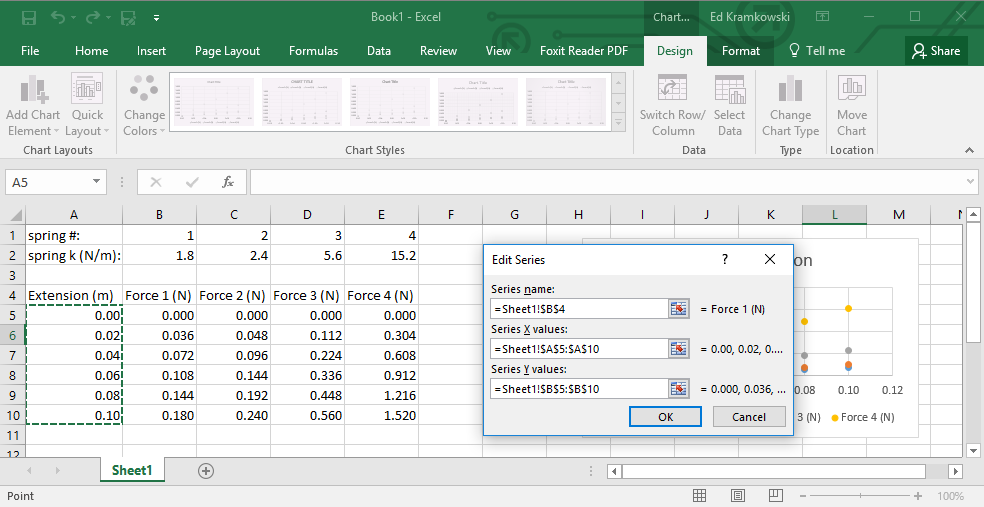 Book1 - Excel
Chart...
Ed Kramkowski
File Home Insert Page Layout Formulas Data Review View Foxit Reader PDF Design Format Tell me Share
Add Chart Element
Quick Layout
Change Colors
Switch Row/ Column
Select Data
Change Chart Type
Move Chart
Chart Layouts Chart Styles Data Type Location
A5 fx
A B C D E F G H I J K L M
1 spring #: 1 2 3 4
2 spring k (N/m): 1.8 2.4 5.6 15.2
3
4 Extension (m) Force 1 (N) Force 2 (N) Force 3 (N) Force 4 (N)
5 0.00 0.000 0.000 0.000 0.000
6 0.02 0.036 0.048 0.112 0.304
7 0.04 0.072 0.096 0.224 0.608
8 0.06 0.108 0.144 0.336 0.912
9 0.08 0.144 0.192 0.448 1.216
10 0.10 0.180 0.240 0.560 1.520
11
12
Edit Series ?
Series name:
=Sheet1!$B$4 = Force 1 (N)
Series X values:
=Sheet1!$A$5:$A$10 = 0.00, 0.02, 0....
Series Y values:
=Sheet1!$B$5:$B$10 = 0.000, 0.036, ...
OK Cancel
on
0.08 0.10 0.12
3 (N) Force 4 (N)
Sheet1
Point 100%